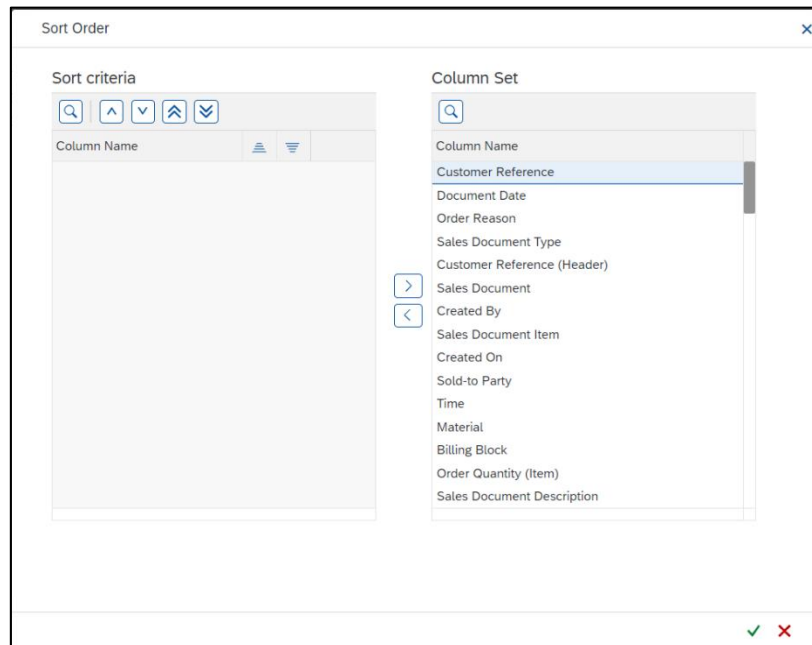 Sort Order
Sort criteria
Column Name
Column Set
Column Name
Customer Reference
Document Date
Order Reason
Sales Document Type
Customer Reference (Header)
Sales Document
Created By
Sales Document Item
Created On
Sold-to Party
Time
Material
Billing Block
Order Quantity (Item)
Sales Document Description